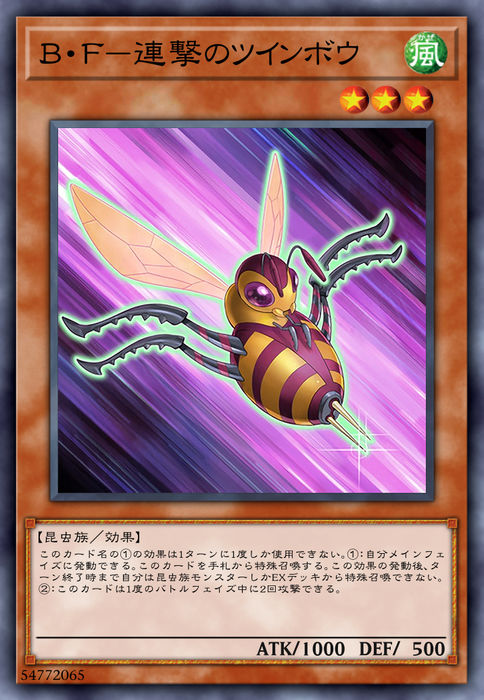 B・F－連撃のツインボウ
風
かぜ
【昆虫族／効果】
このカード名の①の効果は1ターンに1度しか使用できない。①：自分メインフェ
イズに発動できる。このカードを手札から特殊召喚する。この効果の発動後、タ
ーン終了時まで自分は昆虫族モンスターしかEXデッキから特殊召喚できない。
②：このカードは1度のバトルフェイズ中に2回攻撃できる。
ATK/1000 DEF/ 500
54772065